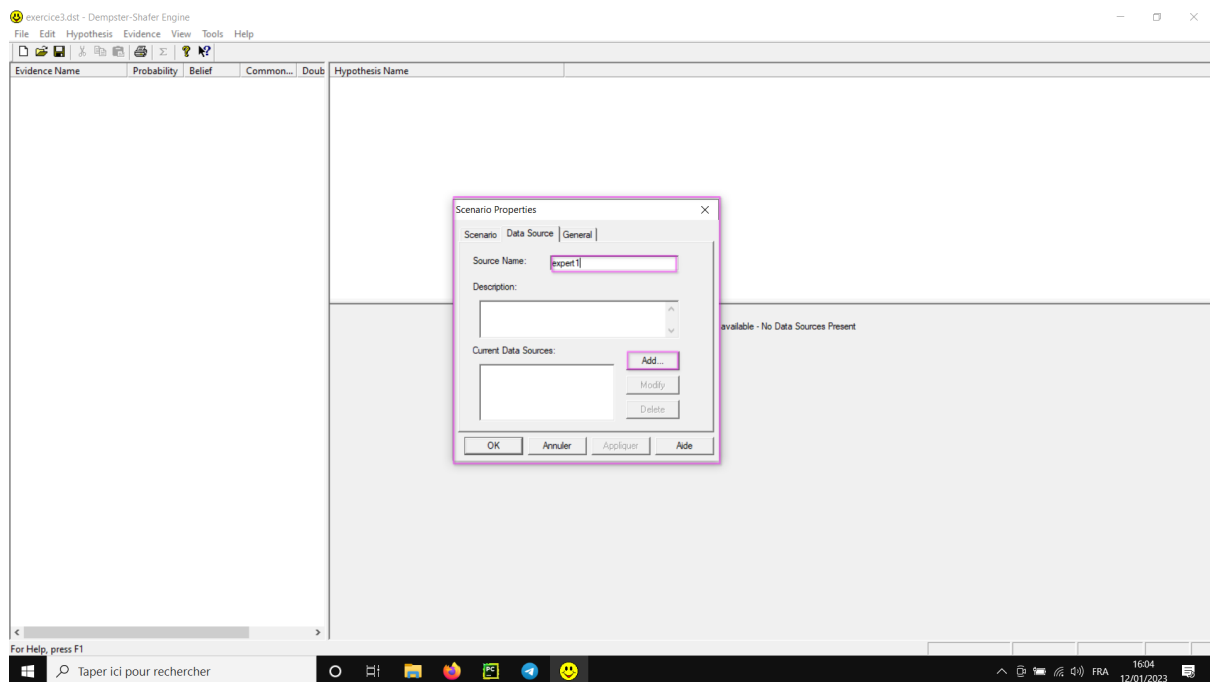 exercice3.dst - Dempster-Shafer Engine
File Edit Hypothesis Evidence View Tools Help
Evidence Name Probability Belief Common... Doub Hypothesis Name
Scenario Properties
Scenario Data Source General
Source Name: expert1
Description:
available - No Data Sources Present
Current Data Sources:
Add...
Modify
Delete
OK Annuler Appliquer Aide
For Help, press F1
Taper ici pour rechercher
PC
FRA
16:04
12/01/2023